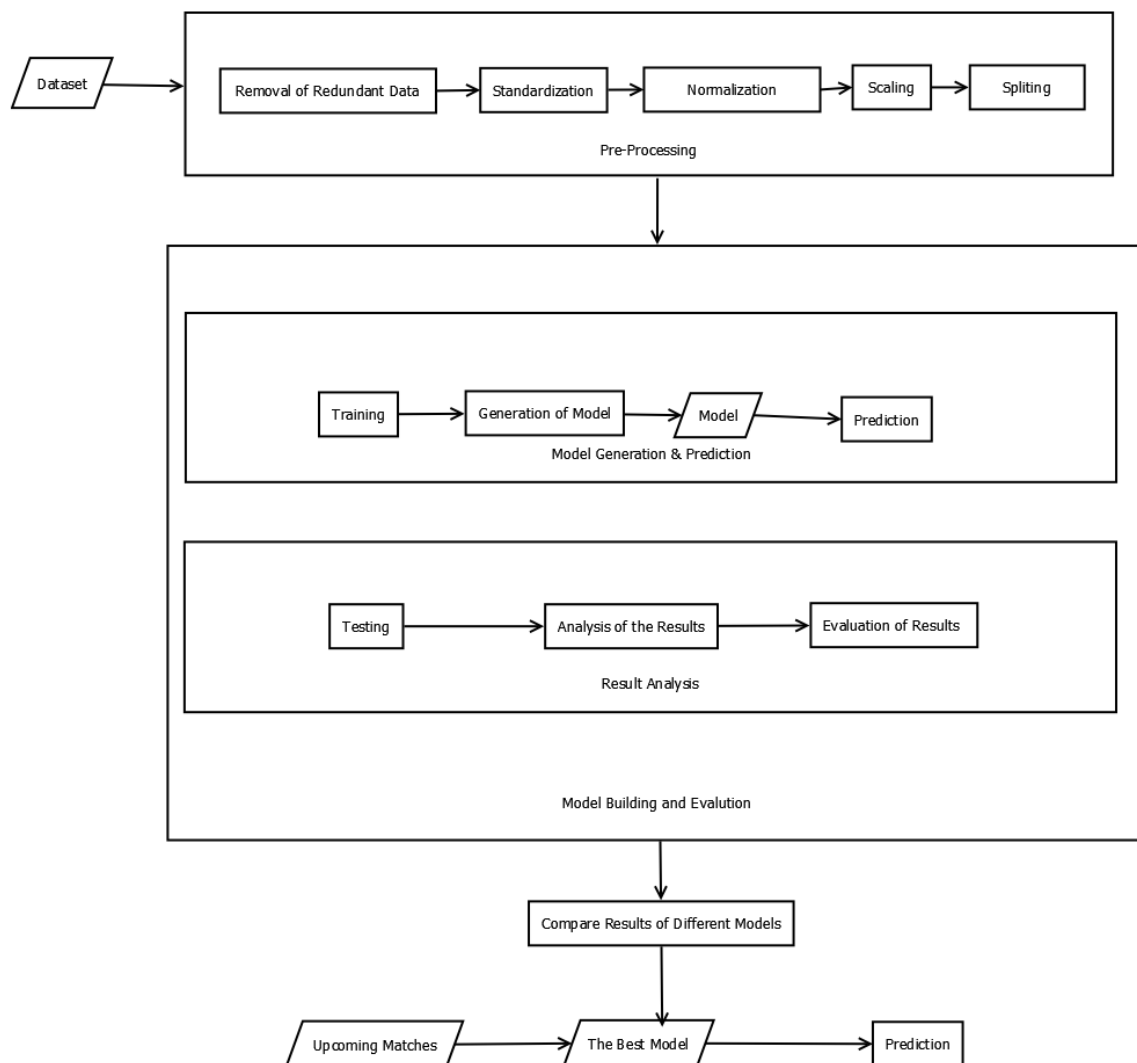 Dataset
Removal of Redundant Data
Standardization
Normalization
Scaling
Spliting
Pre-Processing
Training
Generation of Model
Model
Prediction
Model Generation & Prediction
Testing
Analysis of the Results
Evaluation of Results
Result Analysis
Model Building and Evalution
Compare Results of Different Models
Upcoming Matches
The Best Model
Prediction